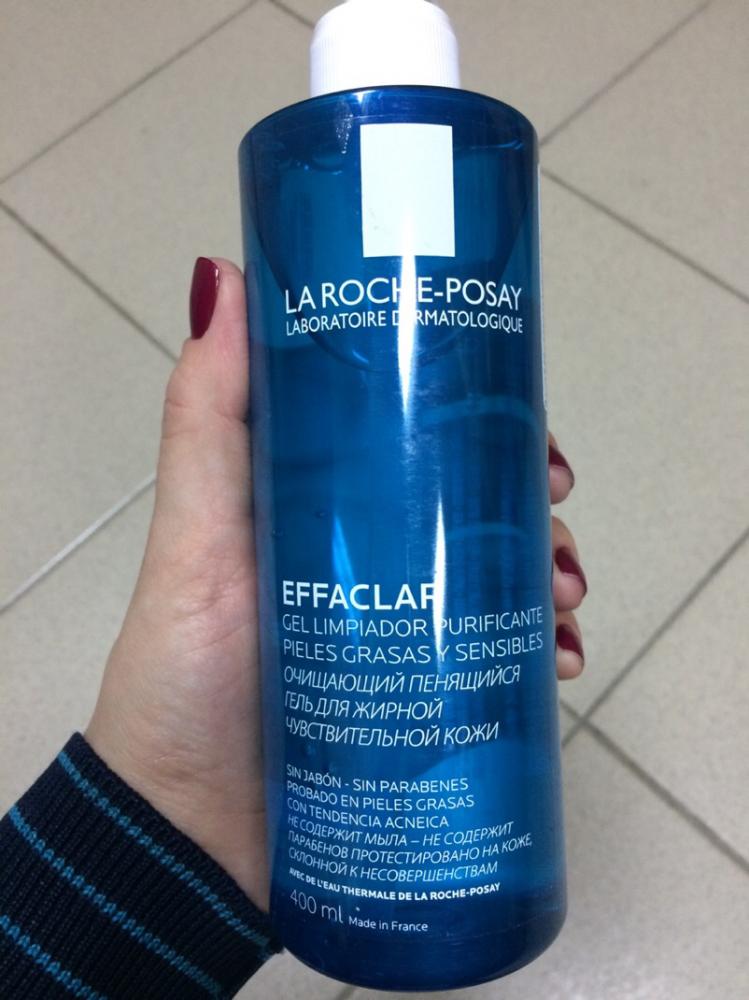 LA ROCHE-POSAY
LABORATOIRE DERMATOLOGIQUE
EFFACLAR
GEL LIMPIADOR PURIFICANTE
PIELES GRASAS Y SENSIBLES
ОЧИЩАЮЩИЙ ПЕНЯЩИЙСЯ
ГЕЛЬ ДЛЯ ЖИРНОЙ
ЧУВСТВИТЕЛЬНОЙ КОЖИ
SIN JABÓN - SIN PARABENES
PROBADO EN PIELES GRASAS
CON TENDENCIA ACNEICA
НЕ СОДЕРЖИТ МЫЛА – НЕ СОДЕРЖИТ
ПАРАБЕНОВ ПРОТЕСТИРОВАНО НА КОЖЕ,
СКЛОННОЙ К НЕСОВЕРШЕНСТВАМ
AVEC DE L'EAU THERMALE DE LA ROCHE-POSAY
400 ml Made in France